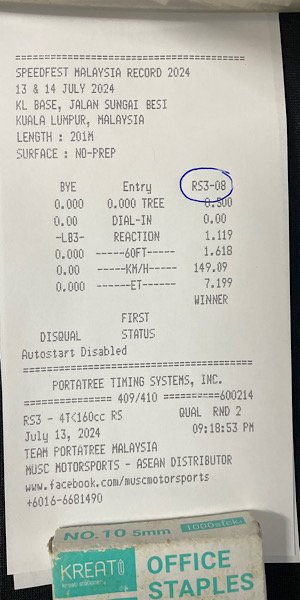 ================================================
SPEEDFEST MALAYSIA RECORD 2024
13 & 14 JULY 2024
KL BASE, JALAN SUNGAI BESI
KUALA LUMPUR, MALAYSIA
LENGTH : 201M
SURFACE : NO-PREP
BYE Entry RS3-08
0.000 0.000 TREE 0.500
0.00 DIAL-IN 0.00
-LB3- REACTION 1.119
0.000 -----60FT----- 1.618
0.00 -----KM/H----- 149.09
0.000 ------ET------ 7.199
WINNER
FIRST
DISQUAL STATUS
Autostart Disabled
================================================
PORTATREE TIMING SYSTEMS, INC.
================ 409/410 ==========600214
RS3 - 4T<160cc RS QUAL RND 2
July 13, 2024 09:18:53 PM
TEAM PORTATREE MALAYSIA
MUSC MOTORSPORTS - ASEAN DISTRIBUTOR
www.facebook.com/muscmotorsports
+6016-6681490
NO.10 5mm 1000stck.
KREATO
kreat stationery
OFFICE
STAPLES